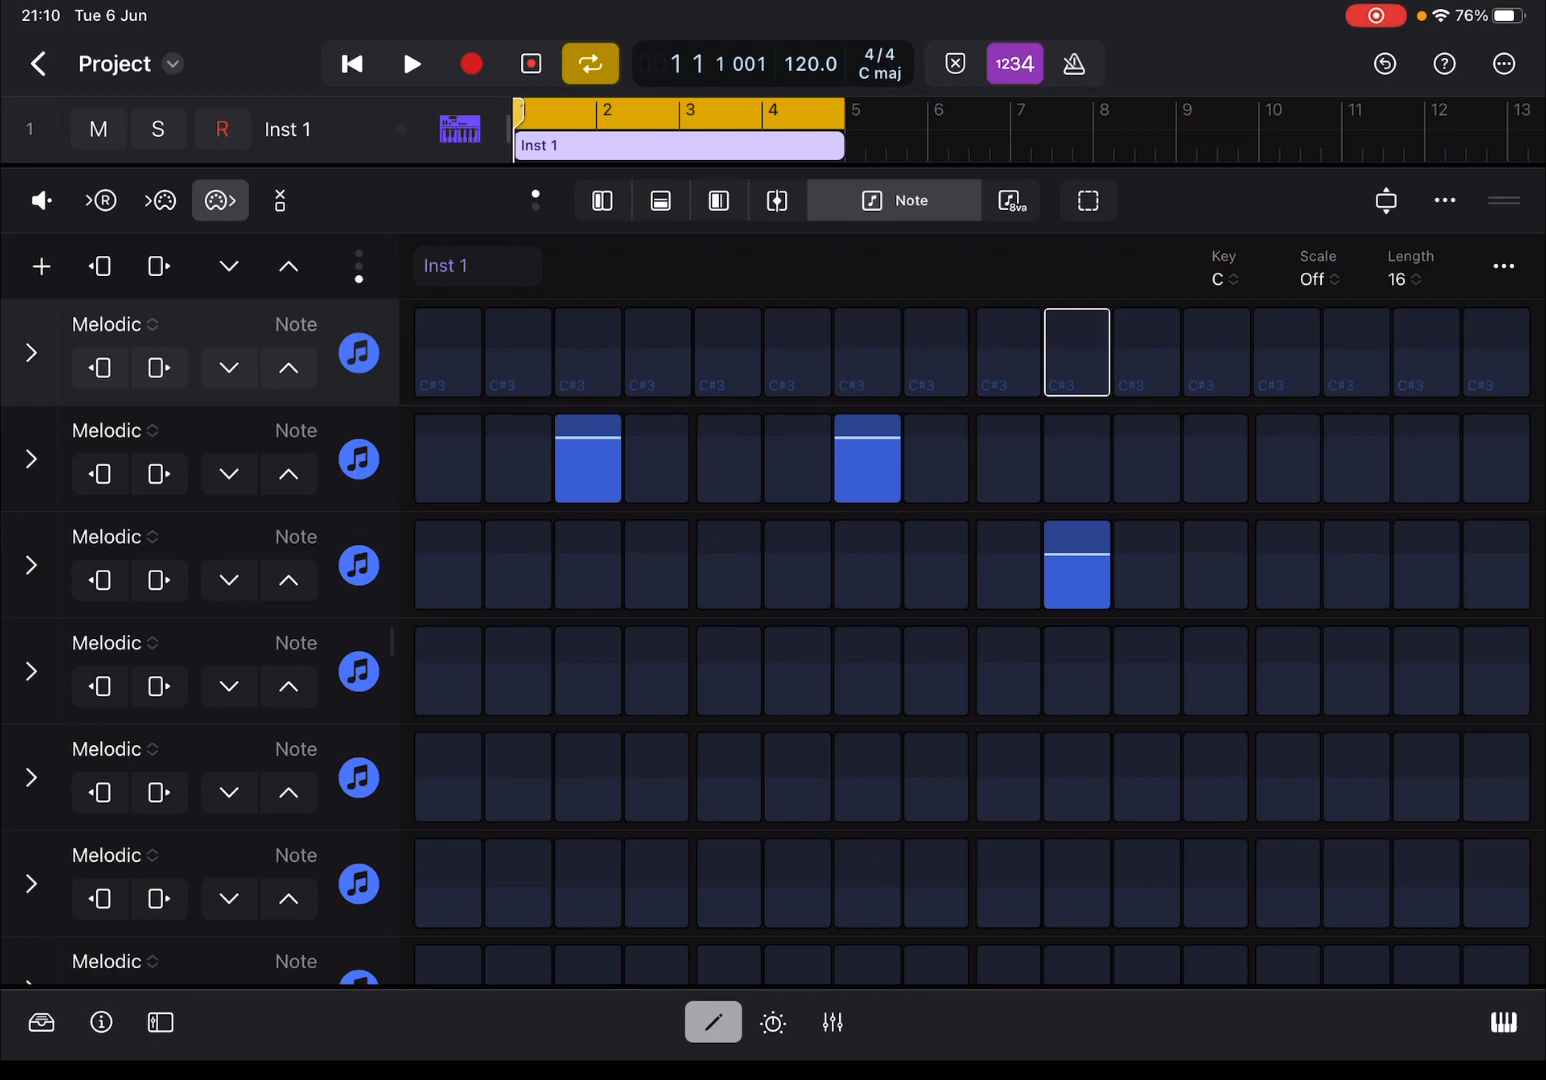 21:10 Tue 6 Jun 76%
Project 001 1 1 001 120.0 4/4 C maj 1234
1 M S R Inst 1 1 2 3 4 5 6 7 8 9 10 11 12 13
Inst 1
R Note 8va
Inst 1 Key Scale Length
C Off 16
Melodic Note
C#3 C#3 C#3 C#3 C#3 C#3 C#3 C#3 C#3 C#3 C#3 C#3 C#3 C#3 C#3 C#3
Melodic Note
Melodic Note
Melodic Note
Melodic Note
Melodic Note
Melodic Note